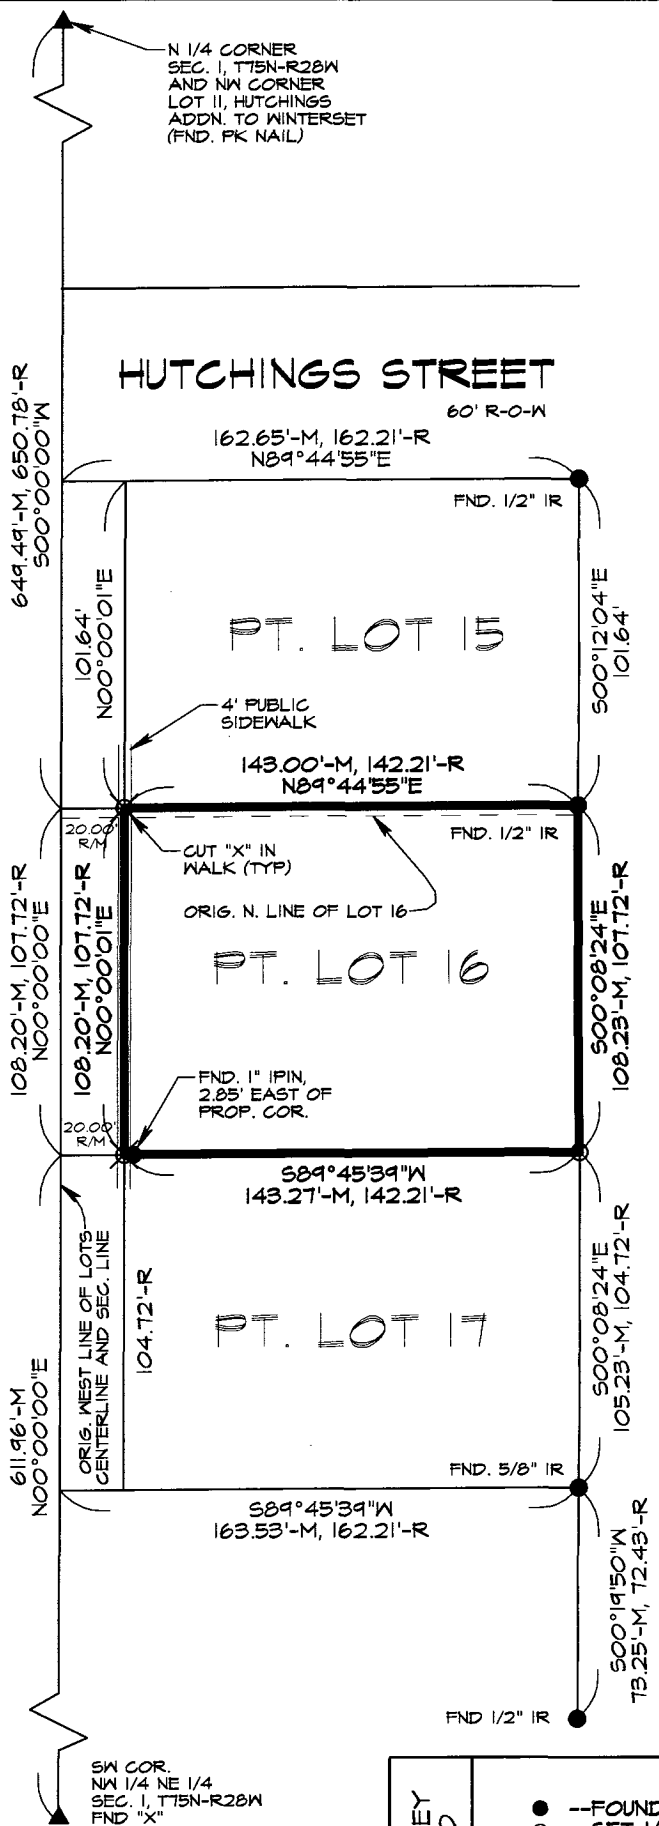 N 1/4 CORNER
SEC. 1, T75N-R28W
AND NW CORNER
LOT 11, HUTCHINGS
ADDN. TO WINTERSET
(FND. PK NAIL)
HUTCHINGS STREET
60' R-O-W
649.49'-M, 650.78'-R
S00°00'00"W
162.65'-M, 162.21'-R
N89°44'55"E
FND. 1/2" IR
101.64'
N00°00'01"E
PT. LOT 15
S00°12'04"E
101.64'
4' PUBLIC
SIDEWALK
143.00'-M, 142.21'-R
N89°44'55"E
20.00'
R/M
FND. 1/2" IR
CUT "X" IN
WALK (TYP)
ORIG. N. LINE OF LOT 16
108.20'-M, 107.72'-R
N00°00'00"E
108.20'-M, 107.72'-R
N00°00'01"E
PT. LOT 16
S00°08'24"E
108.23'-M, 107.72'-R
FND. 1" IPIN,
2.85' EAST OF
PROP. COR.
20.00'
R/M
S89°45'39"W
143.27'-M, 142.21'-R
ORIG. WEST LINE OF LOTS
CENTERLINE AND SEC. LINE
104.72'-R
PT. LOT 17
S00°08'24"E
105.23'-M, 104.72'-R
611.96'-M
N00°00'00"E
FND. 5/8" IR
S89°45'39"W
163.53'-M, 162.21'-R
S00°19'50"W
73.25'-M, 72.43'-R
FND 1/2" IR
SW COR.
NW 1/4 NE 1/4
SEC. 1, T75N-R28W
FND "X"
--FOUND